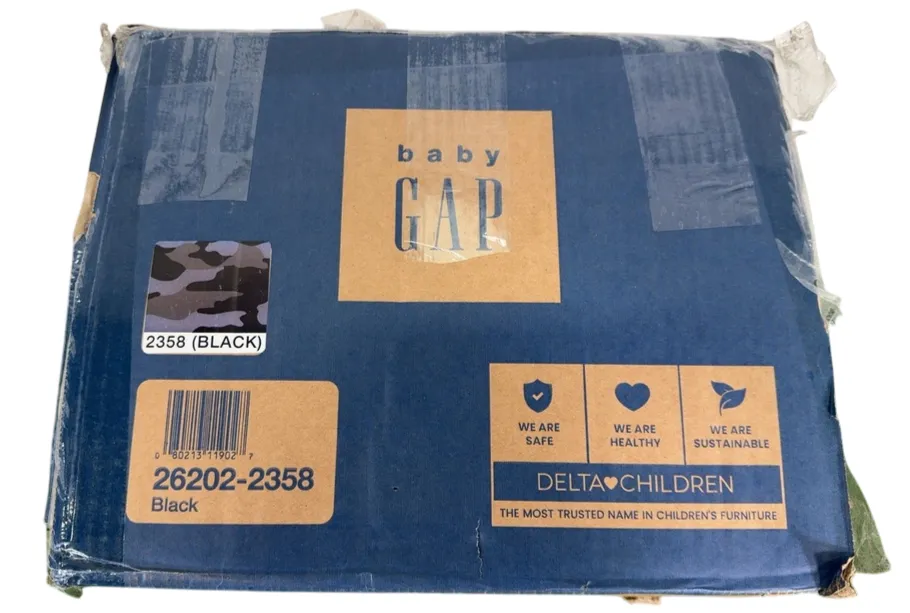 baby
GAP
2358 (BLACK)
0 80213 11902 7
26202-2358
Black
WE ARE SAFE
WE ARE HEALTHY
WE ARE SUSTAINABLE
DELTA CHILDREN
THE MOST TRUSTED NAME IN CHILDREN'S FURNITURE